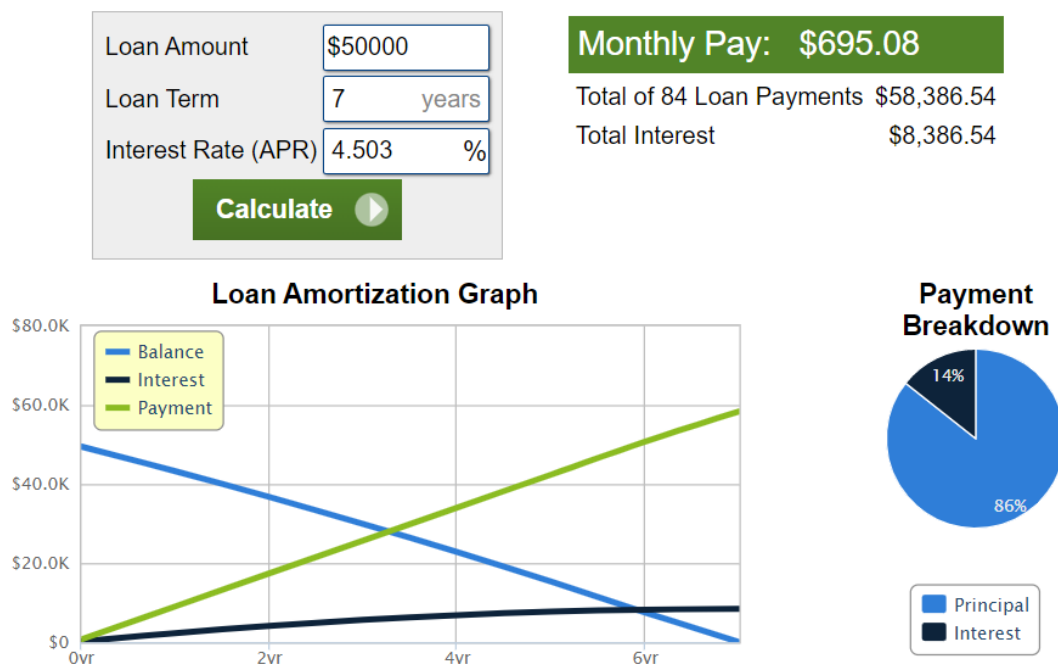 Loan Amount $50000
Loan Term 7 years
Interest Rate (APR) 4.503 %
Calculate
Monthly Pay: $695.08
Total of 84 Loan Payments $58,386.54
Total Interest $8,386.54
Loan Amortization Graph
$80.0K
$60.0K
$40.0K
$20.0K
$0
Balance
Interest
Payment
0yr 2yr 4yr 6yr
Payment
Breakdown
14%
86%
Principal
Interest